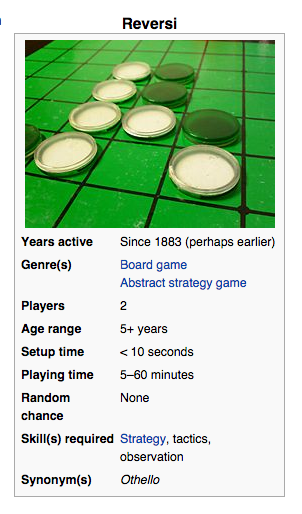 Reversi
Years active Since 1883 (perhaps earlier)
Genre(s) Board game
Abstract strategy game
Players 2
Age range 5+ years
Setup time < 10 seconds
Playing time 5–60 minutes
Random chance None
Skill(s) required Strategy, tactics,
observation
Synonym(s) Othello